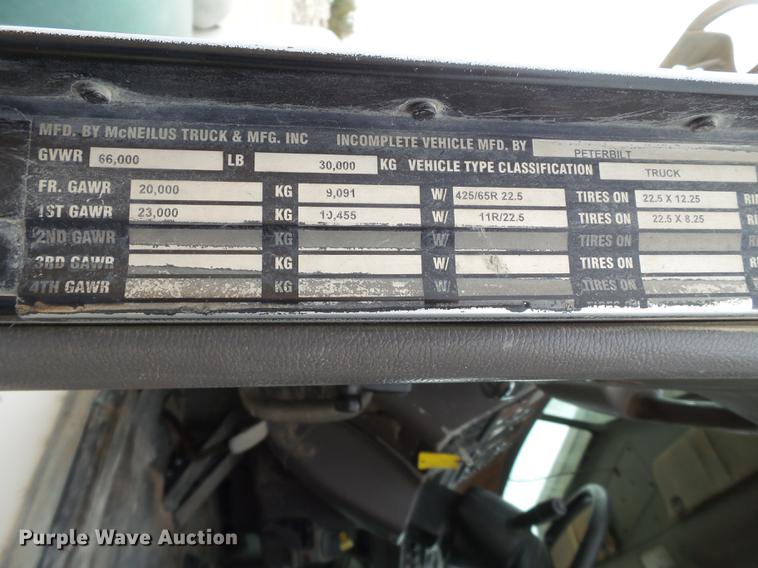 MFD. BY McNEILUS TRUCK & MFG. INC INCOMPLETE VEHICLE MFD. BY PETERBILT
GVWR 66,000 LB 30,000 KG VEHICLE TYPE CLASSIFICATION TRUCK
FR. GAWR 20,000 KG 9,091 W/ 425/65R 22.5 TIRES ON 22.5 X 12.25
1ST GAWR 23,000 KG 10,455 W/ 11R/22.5 TIRES ON 22.5 X 8.25
2ND GAWR KG W/ TIRES ON
3RD GAWR KG W/ TIRES ON
4TH GAWR KG W/ TIRES ON
Purple Wave Auction